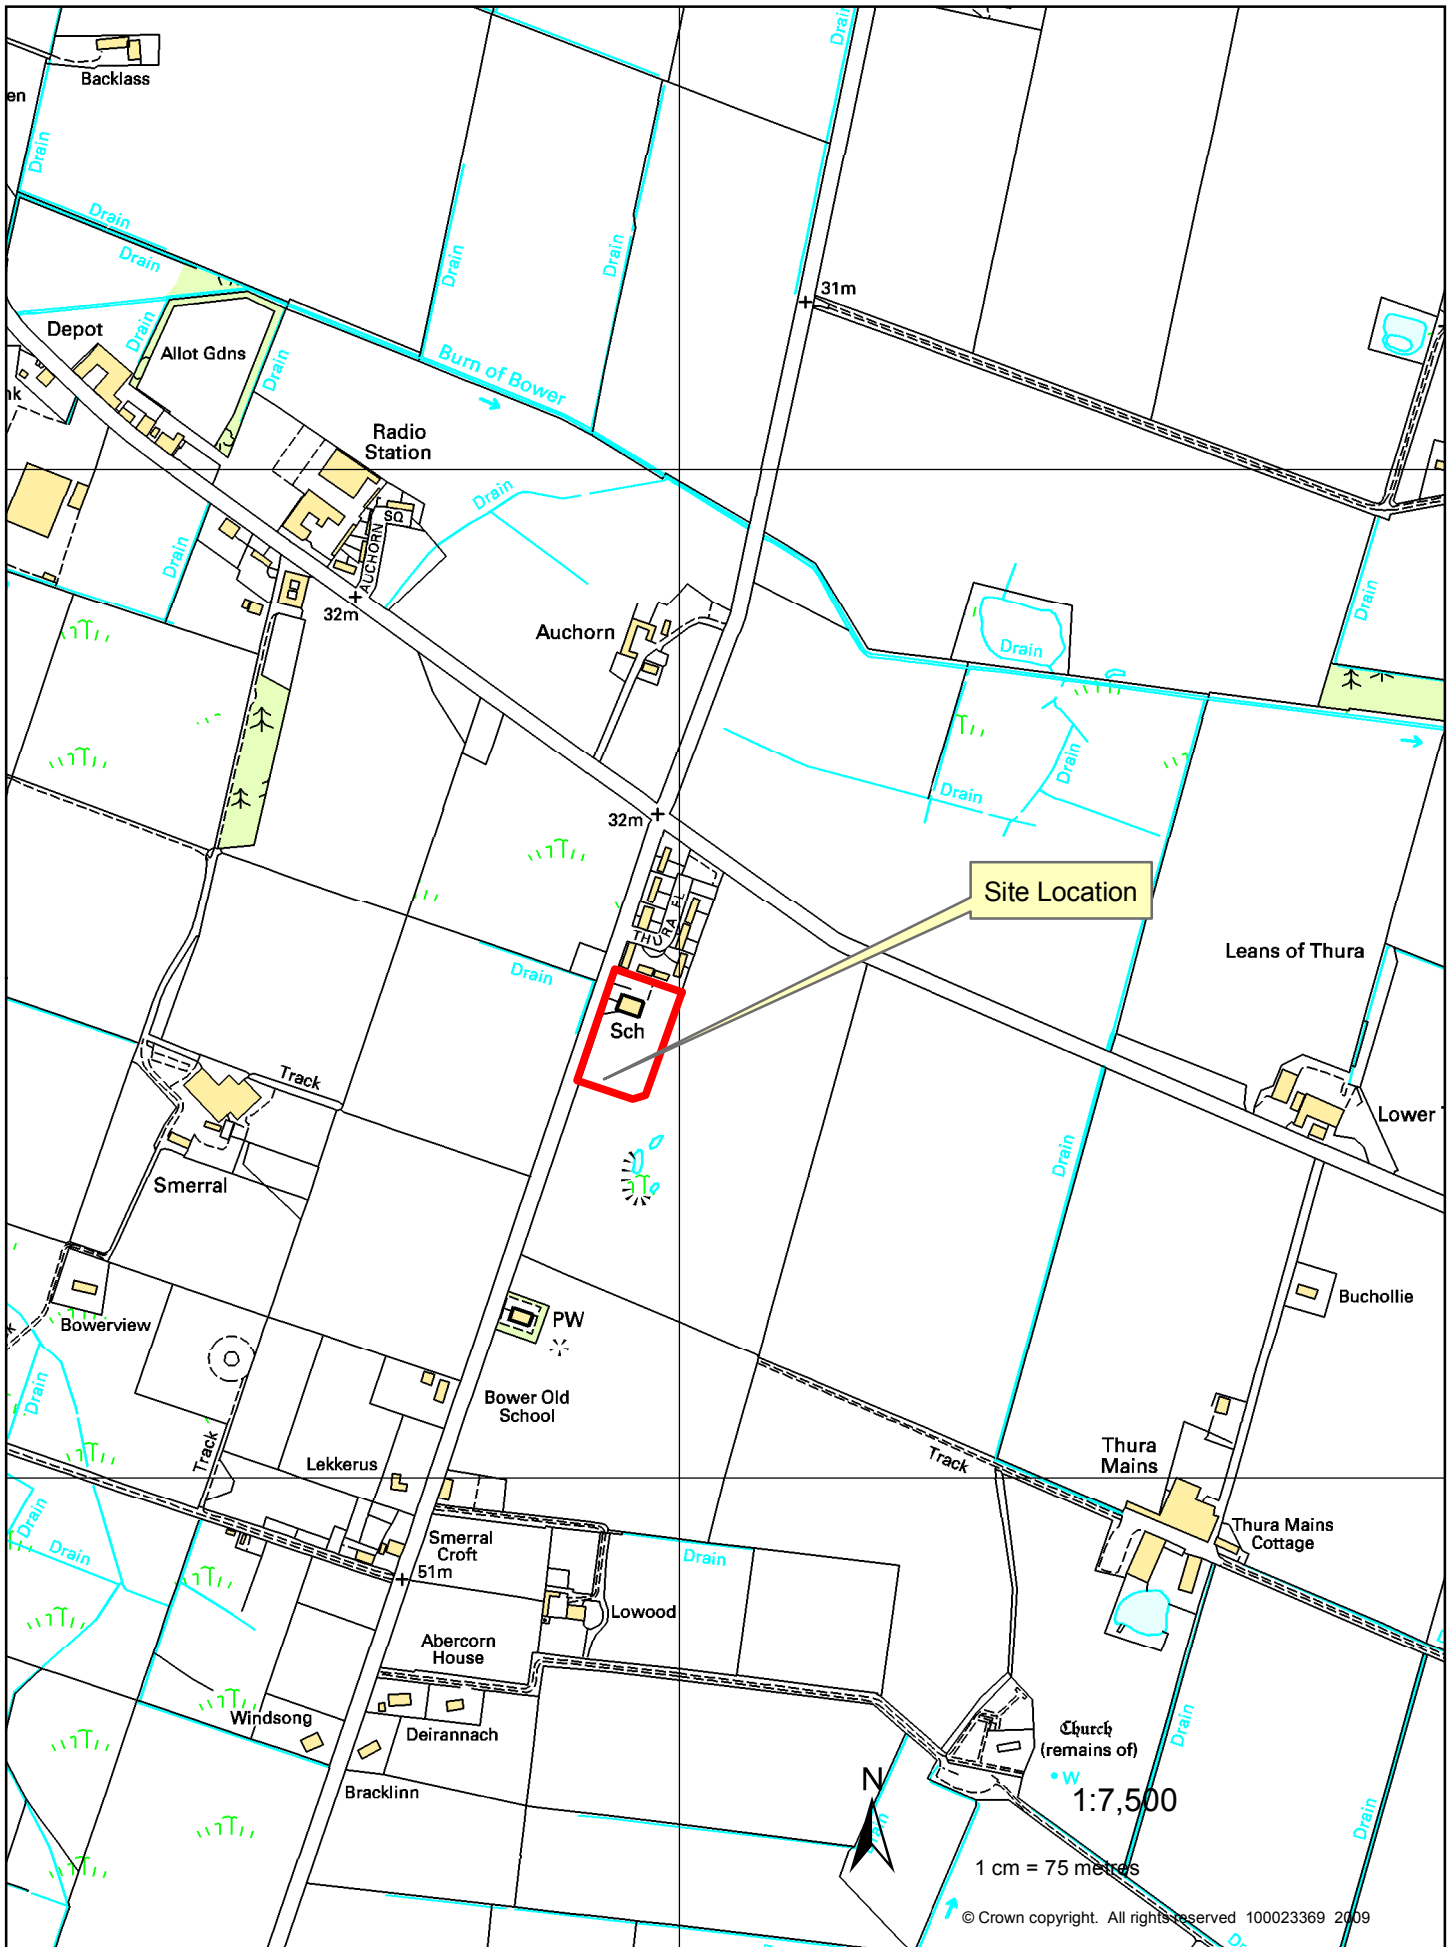 Drain
Backlass
en
Drain
Drain
Drain
Drain
Drain
31m
Depot
Drain
Allot Gdns
Drain
Burn of Bower
nk
Radio
Station
Drain
SQ
AUCHORN
Drain
32m
Auchorn
Drain
Drain
Drain
Drain
32m
Site Location
THURA PL
Leans of Thura
Drain
Sch
Track
Lower
Drain
Smerral
Buchollie
Bowerview
k
PW
Drain
Bower Old
School
Track
Lekkerus
Track
Thura
Mains
Drain
Drain
Smerral
Croft
Drain
Thura Mains
Cottage
51m
Lowood
Abercorn
House
Windsong
Deirannach
Church
(remains of)
Drain
W
N
Bracklinn
1:7,500
Drain
1 cm = 75 metres
© Crown copyright. All rights reserved 100023369 2009